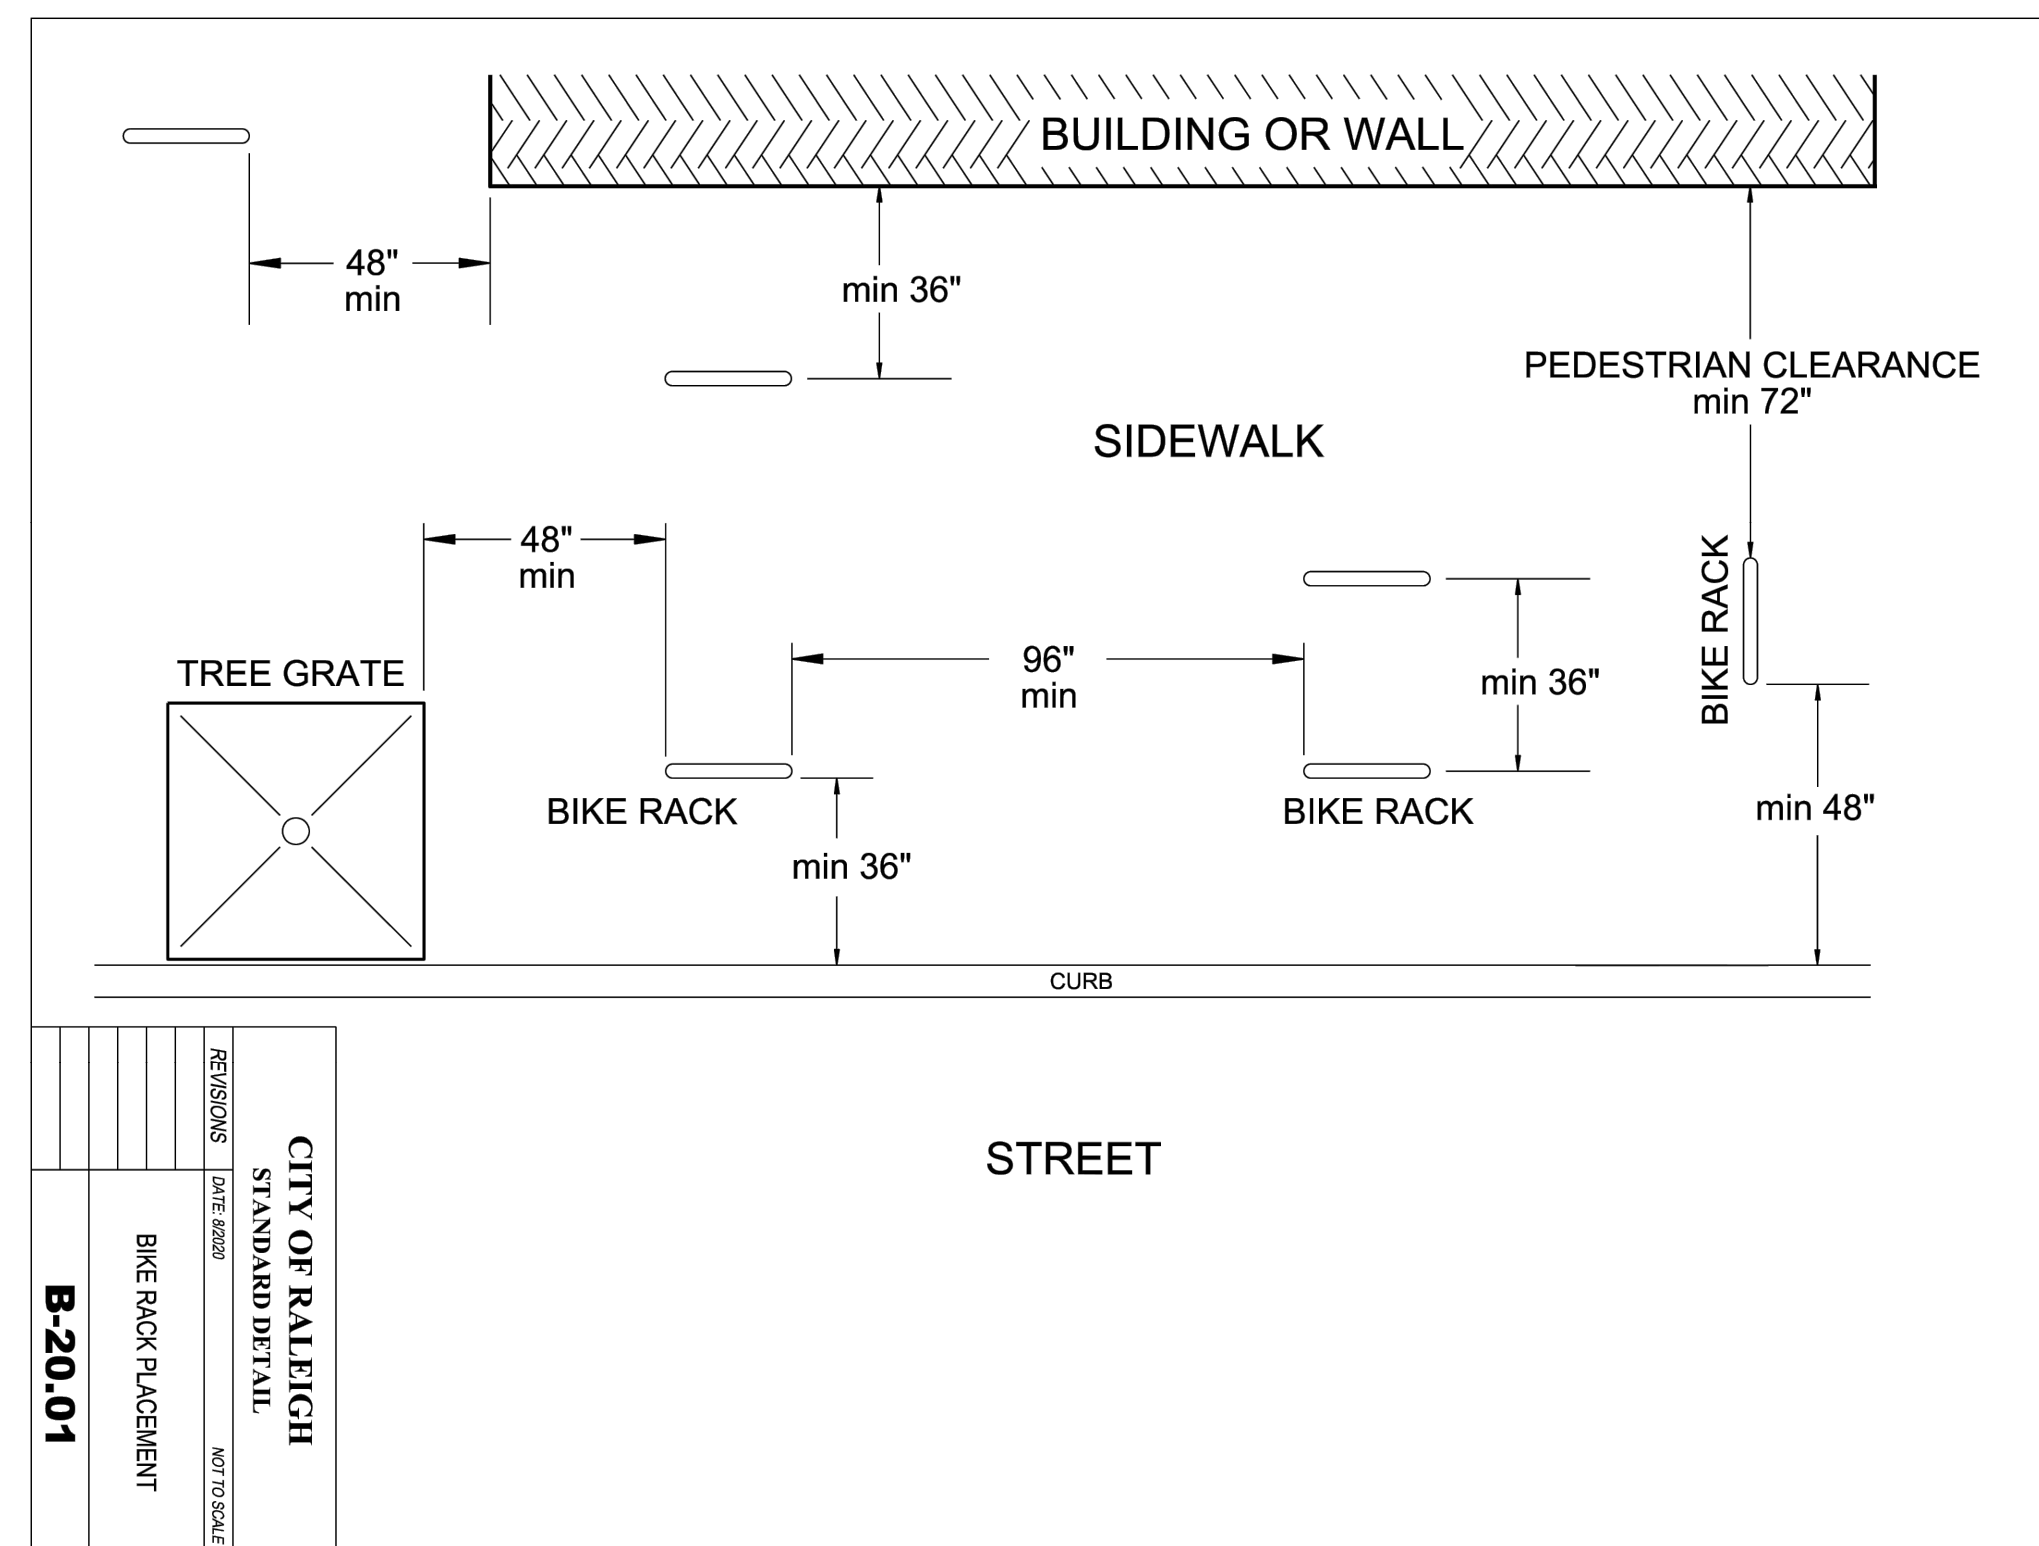 BUILDING OR WALL
48"
min
min 36"
PEDESTRIAN CLEARANCE
min 72"
SIDEWALK
48"
min
BIKE RACK
TREE GRATE
96"
min
min 36"
BIKE RACK
BIKE RACK
min 48"
min 36"
CURB
STREET
CITY OF RALEIGH
STANDARD DETAIL
REVISIONS
DATE: 8/2020
NOT TO SCALE
BIKE RACK PLACEMENT
B-20.01